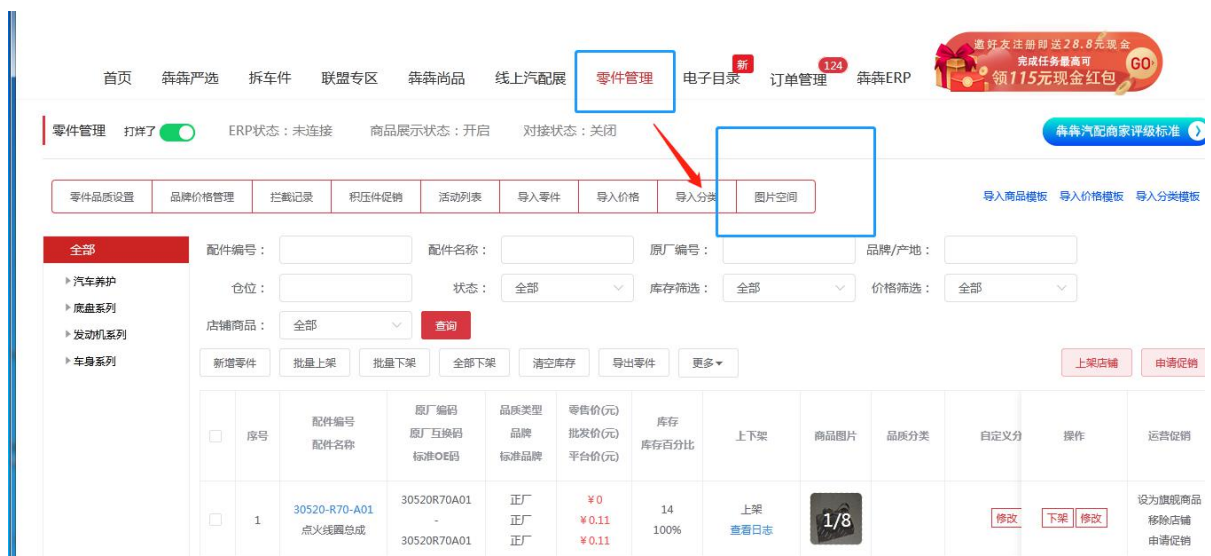 邀好友注册即送28.8元现金
完成任务最高可
领115元现金红包
GO
首页 犇犇严选 拆车件 联盟专区 犇犇尚品 线上汽配展 零件管理 电子目录 新 订单管理 124 犇犇ERP
零件管理 打烊了 ERP状态：未连接 商品展示状态：开启 对接状态：关闭 犇犇汽配商家评级标准
零件品质设置 品牌价格管理 拦截记录 积压件促销 活动列表 导入零件 导入价格 导入分类 图片空间 导入商品模板 导入价格模板 导入分类模板
全部 配件编号： 配件名称： 原厂编号： 品牌/产地：
汽车养护 仓位： 状态： 全部 库存筛选： 全部 价格筛选： 全部
底盘系列
发动机系列 店铺商品： 全部 查询
车身系列 新增零件 批量上架 批量下架 全部下架 清空库存 导出零件 更多 上架店铺 申请促销
序号 配件编号 配件名称 原厂编码 原厂互换码 标准OE码 品质类型 品牌 标准品牌 零售价(元) 批发价(元) 平台价(元) 库存 库存百分比 上下架 商品图片 品质分类 自定义分 操作 运营促销
1 30520-R70-A01 点火线圈总成 30520R70A01 - 30520R70A01 正厂 正厂 正厂 ¥0 ¥0.11 ¥0.11 14 100% 上架 查看日志 1/8 修改 下架 修改 设为旗舰商品 移除店铺 申请促销